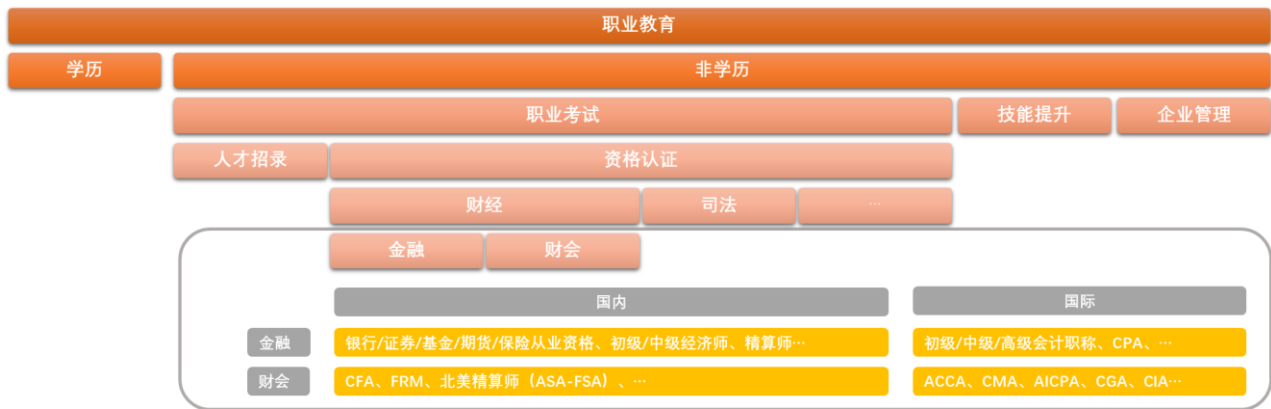 职业教育
学历
非学历
职业考试
技能提升
企业管理
人才招录
资格认证
财经
司法
…
金融
财会
国内
国际
金融
银行/证券/基金/期货/保险从业资格、初级/中级经济师、精算师…
初级/中级/高级会计职称、CPA、…
财会
CFA、FRM、北美精算师（ASA-FSA）、…
ACCA、CMA、AICPA、CGA、CIA…